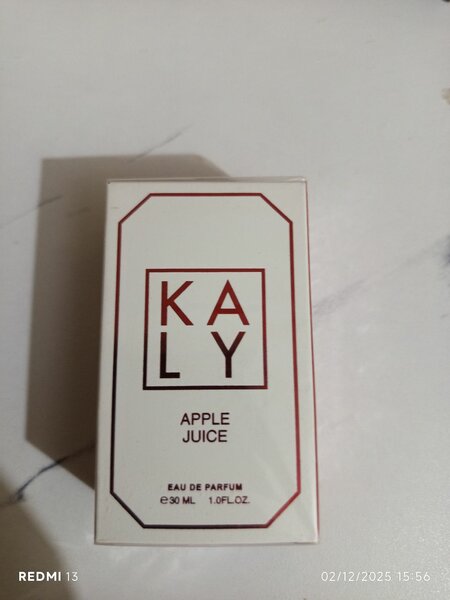 KA
LY
APPLE
JUICE
EAU DE PARFUM
℮30 ML 1.0FL.OZ.
REDMI 13
02/12/2025 15:56